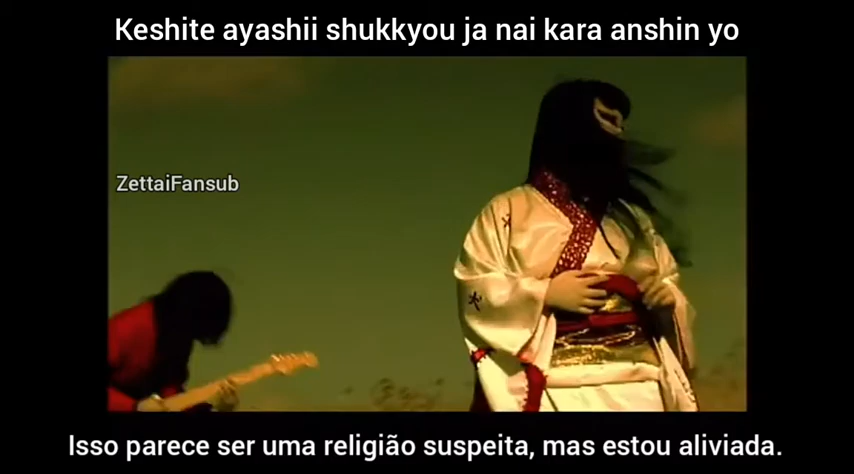 Keshite ayashii shukkyou ja nai kara anshin yo
ZettaiFansub
Isso parece ser uma religião suspeita, mas estou aliviada.